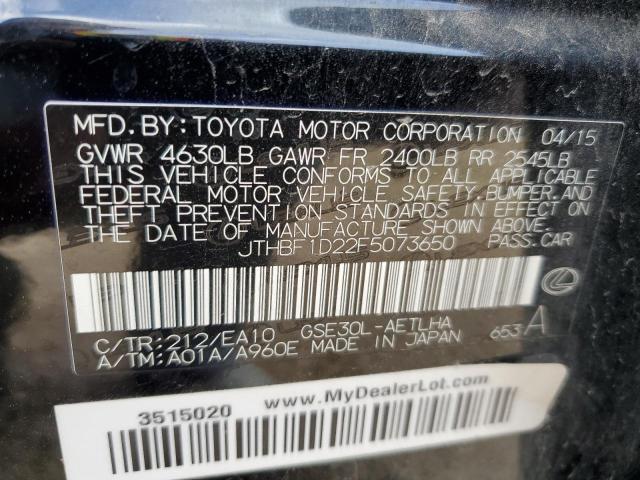 MFD. BY: TOYOTA MOTOR CORPORATION 04/15
GVWR 4630LB GAWR FR 2400LB RR 2545LB
THIS VEHICLE CONFORMS TO ALL APPLICABLE
FEDERAL MOTOR VEHICLE SAFETY, BUMPER, AND
THEFT PREVENTION STANDARDS IN EFFECT ON
THE DATE OF MANUFACTURE SHOWN ABOVE.
JTHBF1D22F5073650 PASS. CAR
C/TR: 212/EA10 GSE30L-AETLHA
A/TM: A01A/A960E MADE IN JAPAN 653 A
3515020 www.MyDealerLot.com